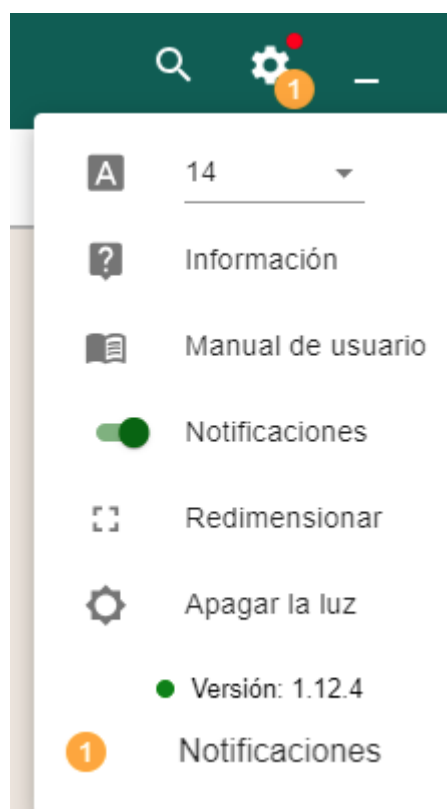 1
A 14
Información
Manual de usuario
Notificaciones
Redimensionar
Apagar la luz
Versión: 1.12.4
1 Notificaciones